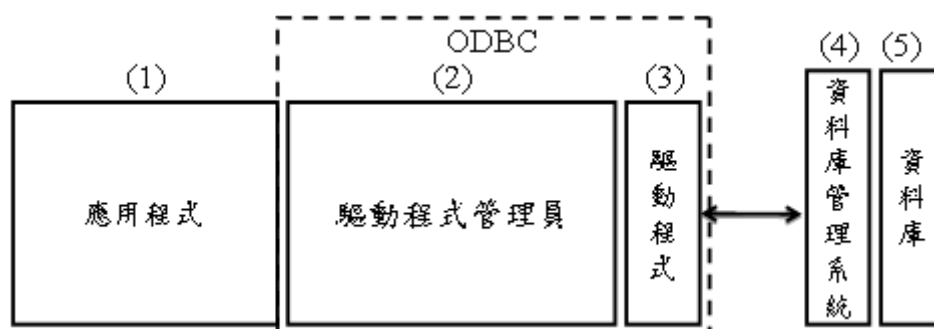 ODBC
(1)
(2)
(3)
(4)
(5)
應用程式
驅動程式管理員
驅動程式
資料庫管理系統
資料庫